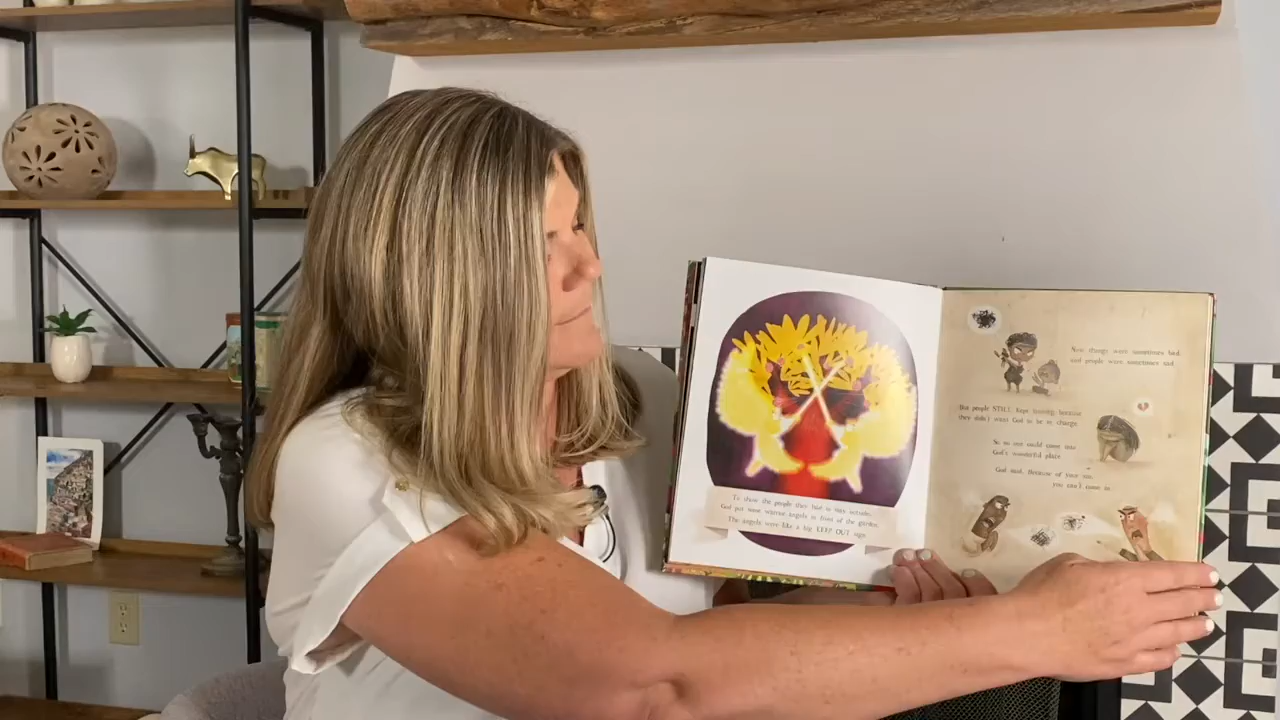 To show the people they had to stay outside,
God put some warrior angels in front of the garden.
The angels were like a big KEEP OUT sign.
Now things were sometimes bad,
and people were sometimes sad.
But people STILL kept sinning, because
they didn't want God to be in charge.
So no one could come into
God's wonderful place.
God said, Because of your sin,
you can't come in.